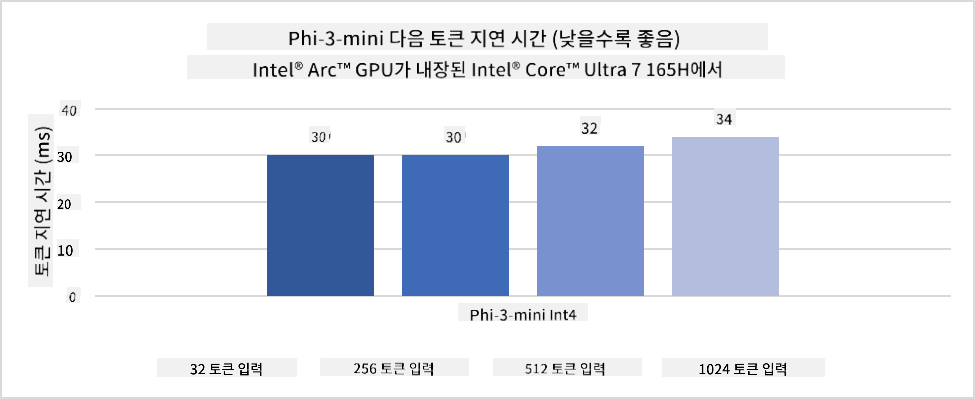 Phi-3-mini 다음 토큰 지연 시간 (낮을수록 좋음)
Intel® Arc™ GPU가 내장된 Intel® Core™ Ultra 7 165H에서
토큰 지연 시간 (ms)
40
30
20
10
0
30
30
32
34
Phi-3-mini Int4
32 토큰 입력
256 토큰 입력
512 토큰 입력
1024 토큰 입력